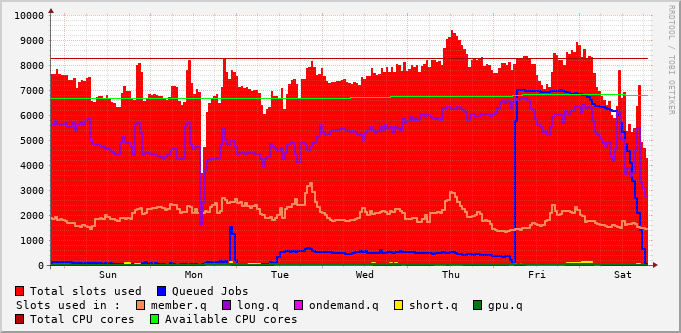 10000
9000
8000
7000
6000
5000
4000
3000
2000
1000
0
Sun Mon Tue Wed Thu Fri Sat
RRDTOOL / TOBI OETIKER
Total slots used Queued Jobs
Slots used in : member.q long.q ondemand.q short.q gpu.q
Total CPU cores Available CPU cores